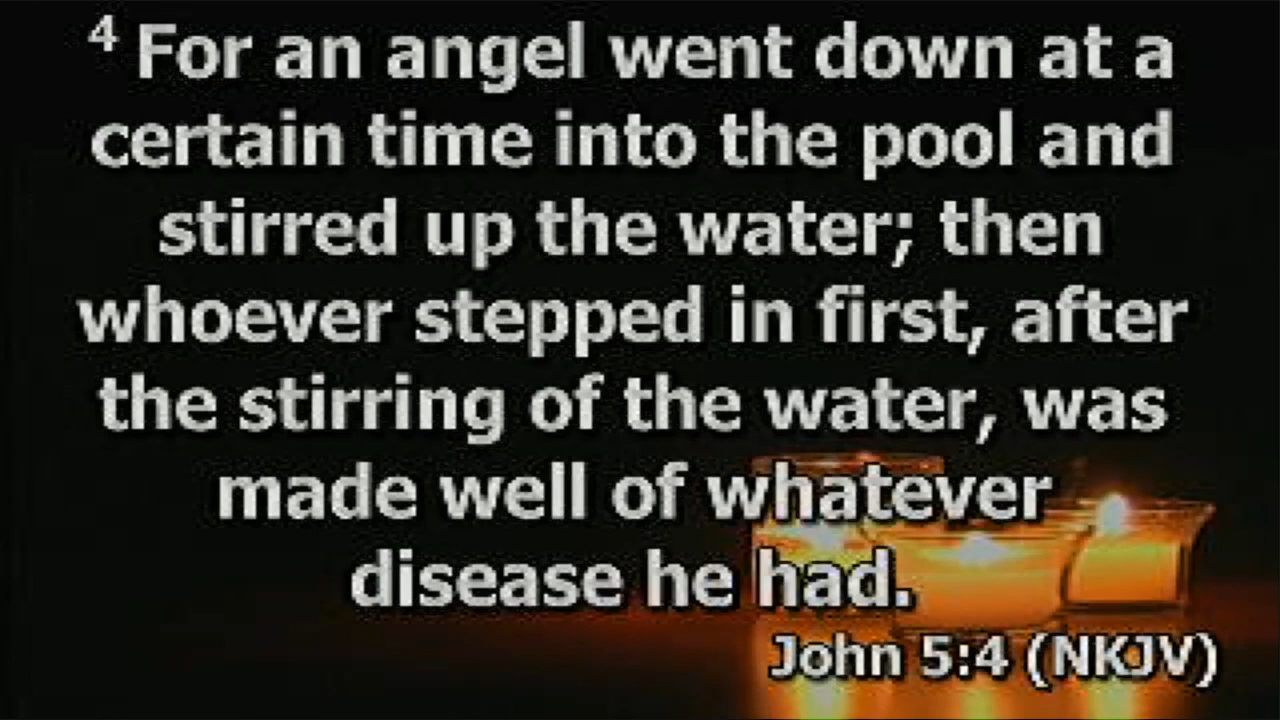 4 For an angel went down at a
certain time into the pool and
stirred up the water; then
whoever stepped in first, after
the stirring of the water, was
made well of whatever
disease he had.
John 5:4 (NKJV)